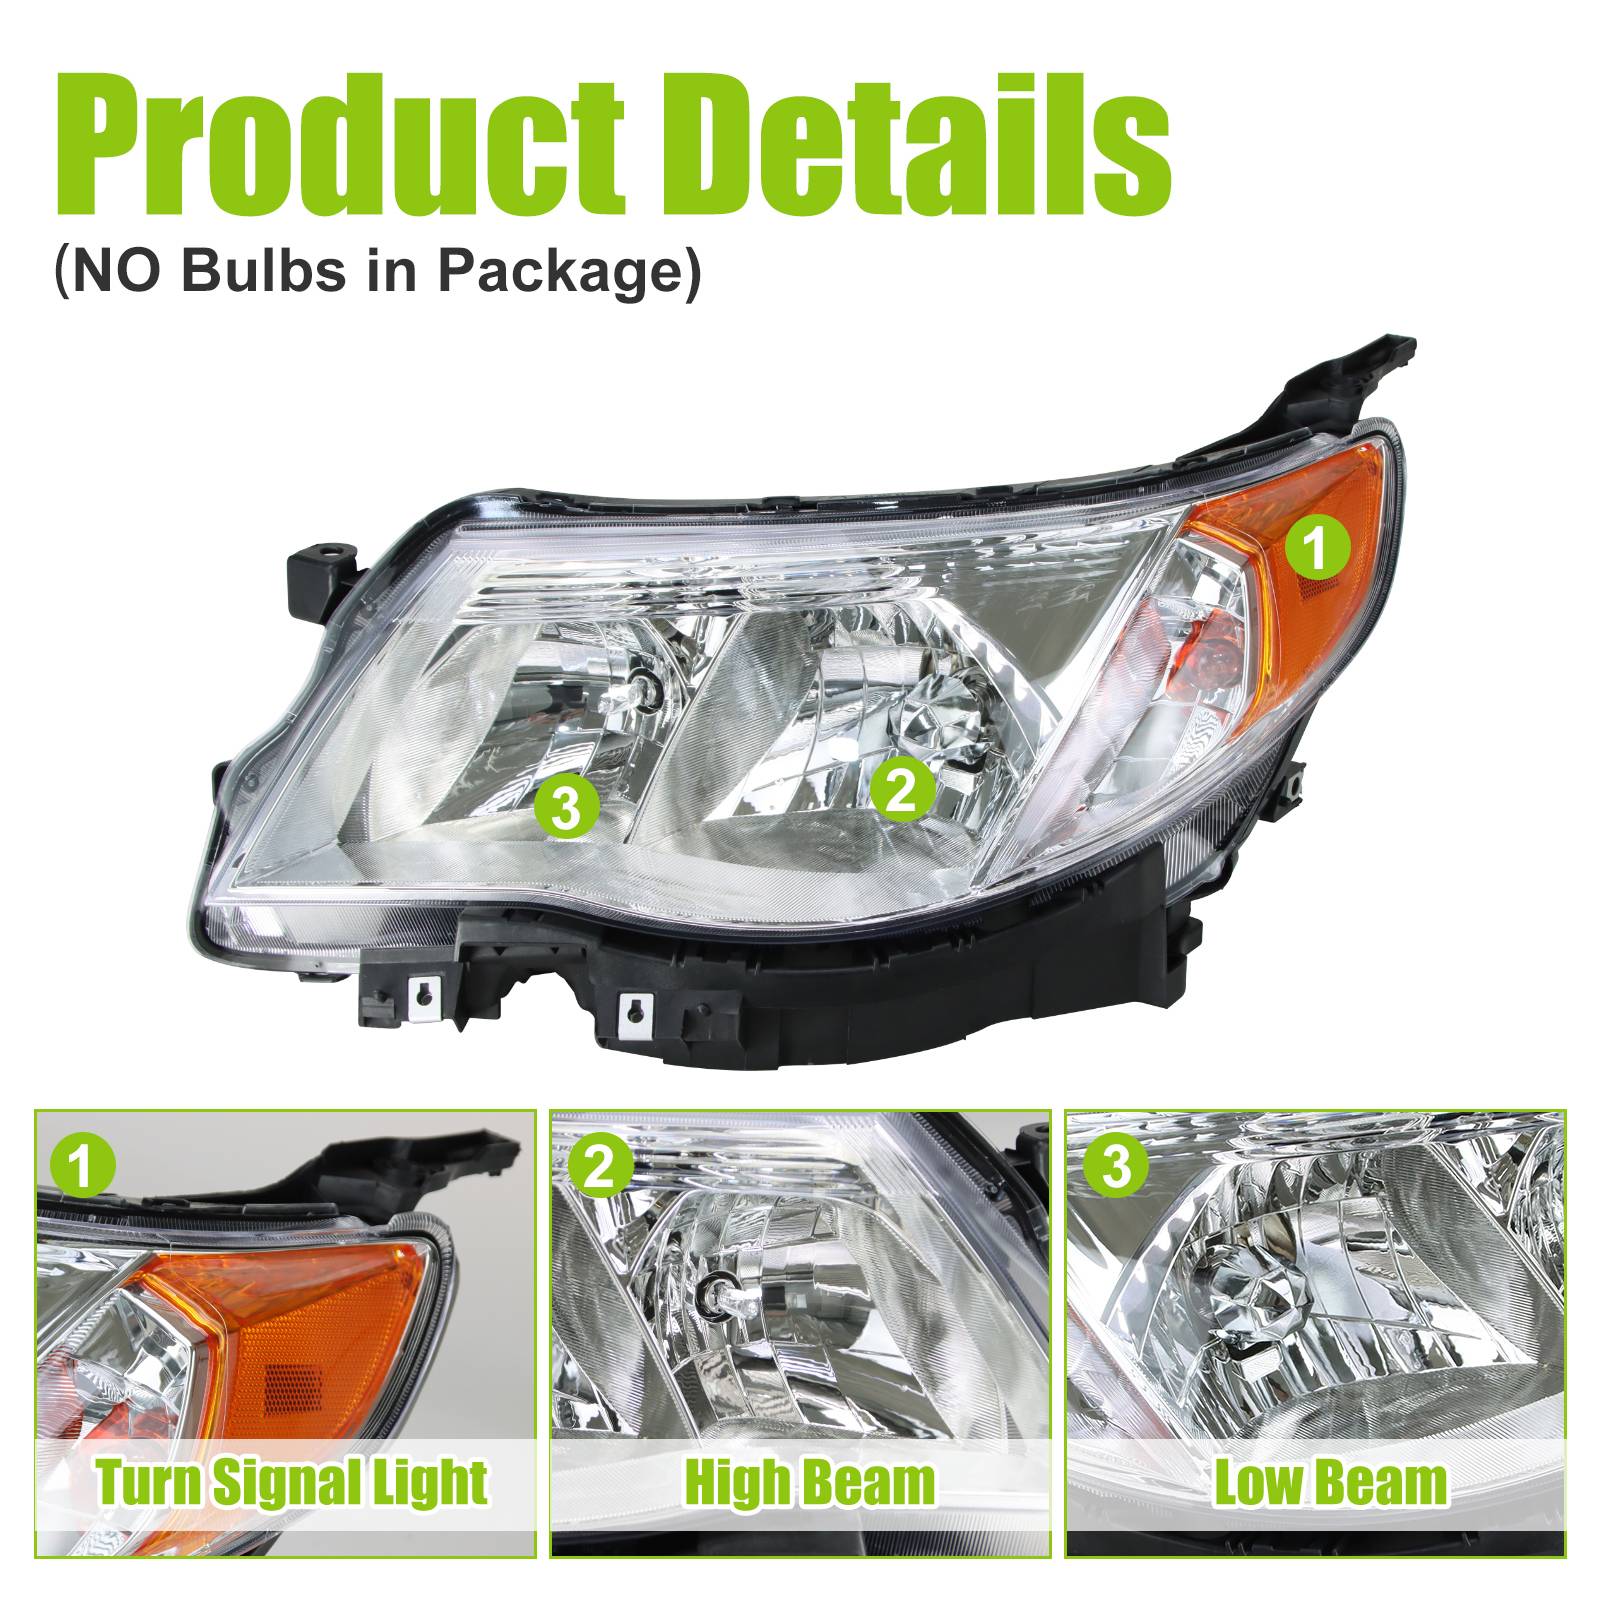 Product Details
(NO Bulbs in Package)
1
2
3
1
Turn Signal Light
2
High Beam
3
Low Beam